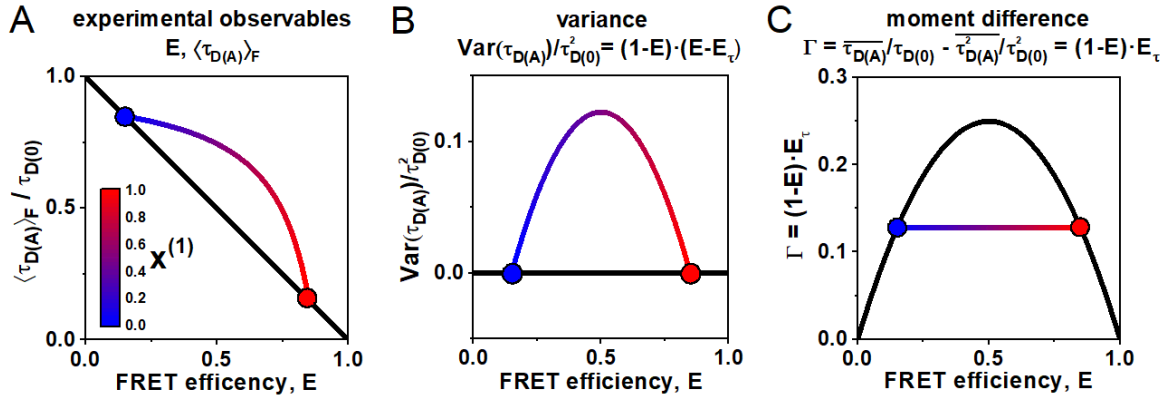 A
experimental observables
E, ⟨τD(A)⟩F
⟨τD(A)⟩F / τD(0)
1.0
0.5
0.0
1.0
0.8
0.6
0.4
0.2
0.0
x(1)
0.0
0.5
1.0
FRET efficency, E
B
variance
Var(τD(A))/τ²D(0) = (1-E)·(E-Eτ)
Var(τD(A))/τ²D(0)
0.1
0.0
0.0
0.5
1.0
FRET efficency, E
C
moment difference
Γ = τ̅D(A)/τD(0) - τ̅²D(A)/τ²D(0) = (1-E)·Eτ
Γ = (1-E)·Eτ
0.3
0.2
0.1
0.0
0.0
0.5
1.0
FRET efficency, E